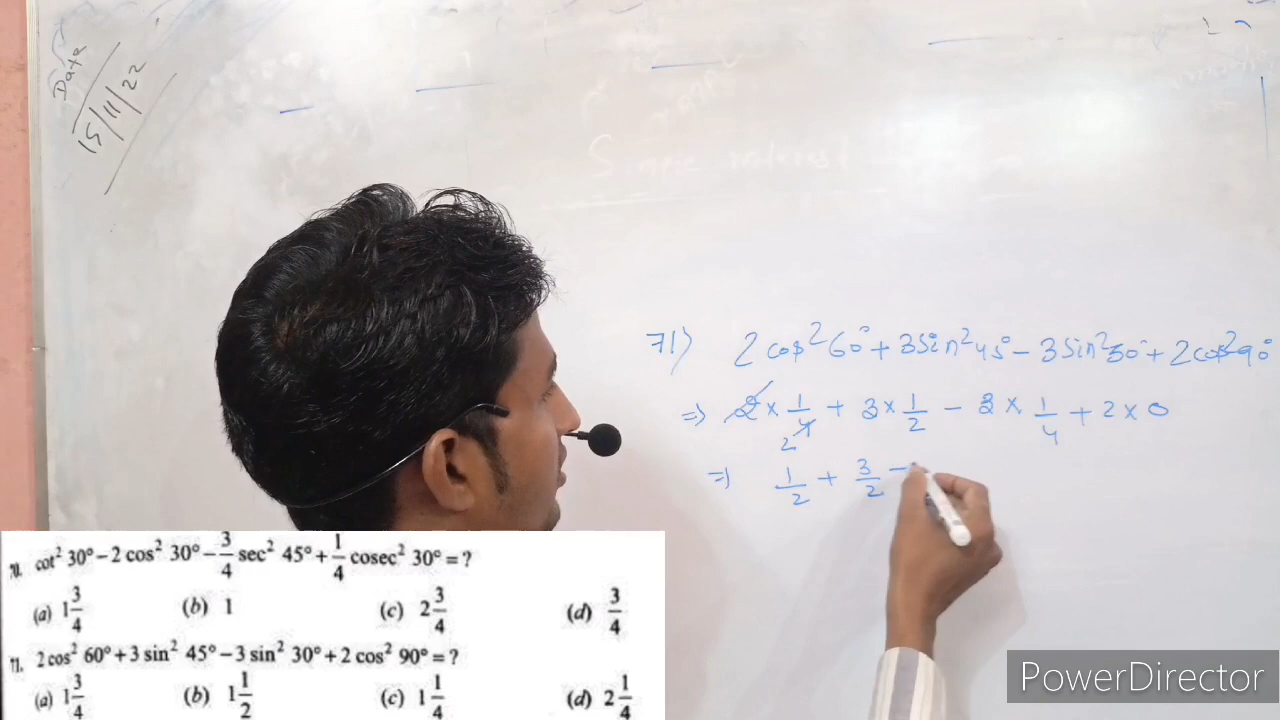 Date
15/11/22
71) 2 cos² 60° + 3 sin² 45° - 3 sin² 30° + 2 cos² 90°
=> 2 × 1/4 + 3 × 1/2 - 3 × 1/4 + 2 × 0
2
=> 1/2 + 3/2 -
70. cot² 30° – 2 cos² 30° – 3/4 sec² 45° + 1/4 cosec² 30° = ?
(a) 1 3/4 (b) 1 (c) 2 3/4 (d) 3/4
71. 2 cos² 60° + 3 sin² 45° – 3 sin² 30° + 2 cos² 90° = ?
(a) 1 3/4 (b) 1 1/2 (c) 1 1/4 (d) 2 1/4
PowerDirector